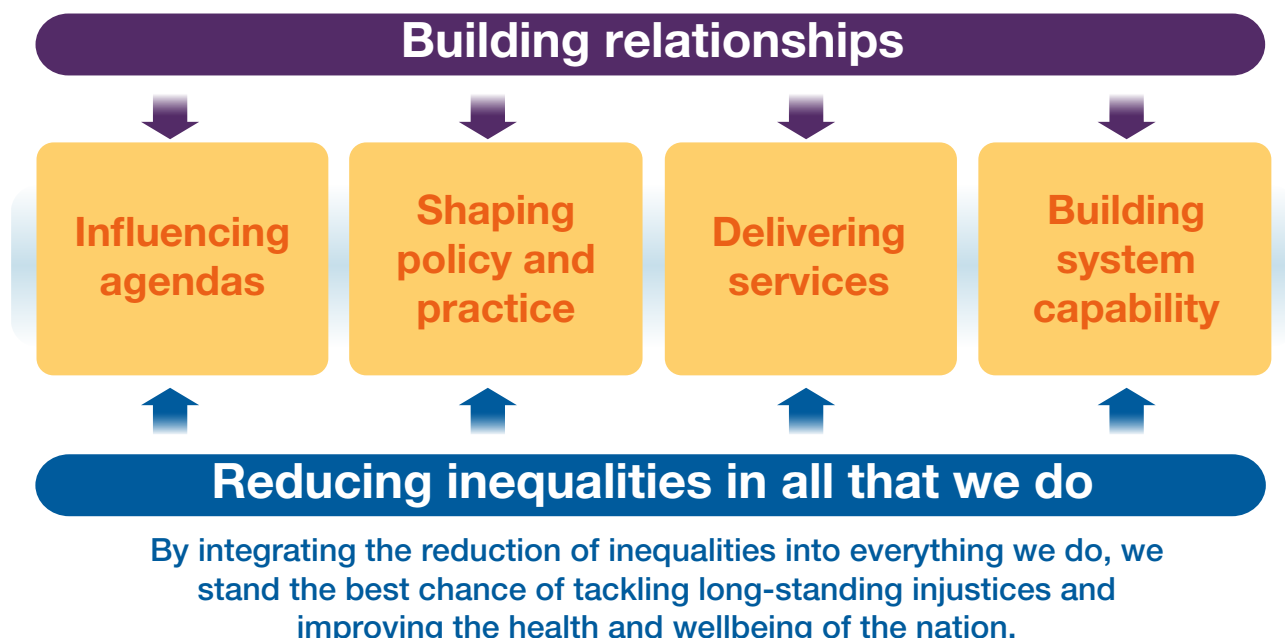 Building relationships
Influencing
agendas
Shaping
policy and
practice
Delivering
services
Building
system
capability
Reducing inequalities in all that we do
By integrating the reduction of inequalities into everything we do, we
stand the best chance of tackling long-standing injustices and
improving the health and wellbeing of the nation.